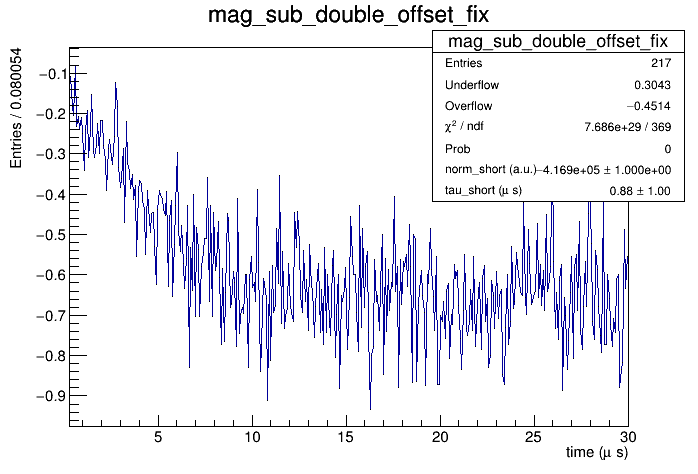 mag_sub_double_offset_fix
mag_sub_double_offset_fix
Entries 217
Underflow 0.3043
Overflow −0.4514
χ² / ndf 7.686e+29 / 369
Prob 0
norm_short (a.u.) −4.169e+05 ± 1.000e+00
tau_short (μ s) 0.88 ± 1.00
Entries / 0.080054
−0.1
−0.2
−0.3
−0.4
−0.5
−0.6
−0.7
−0.8
−0.9
5 10 15 20 25 30
time (μ s)